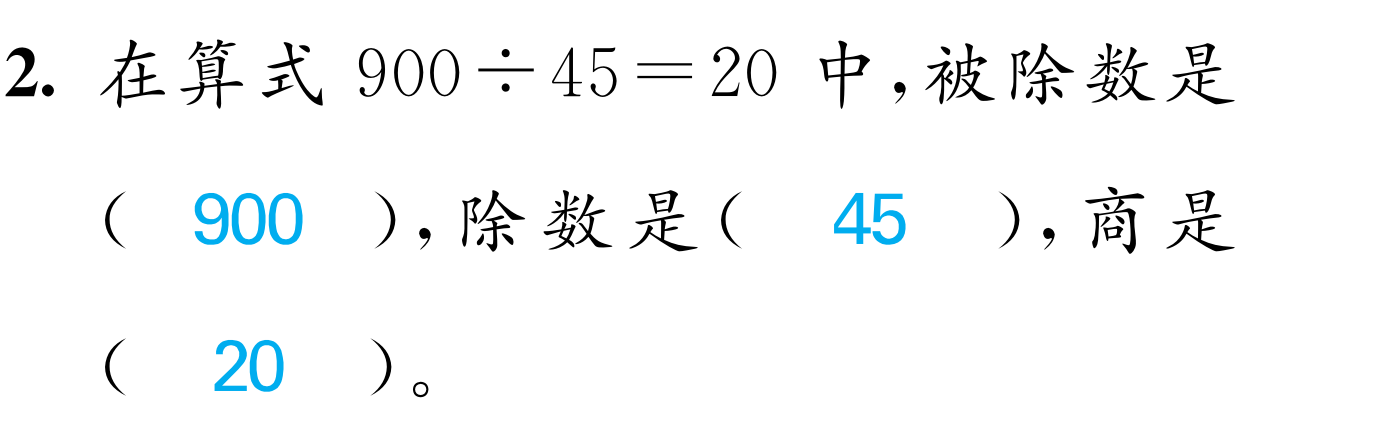 2. 在算式 900÷45=20 中,被除数是
( 900 ),除数是( 45 ),商是
( 20 )。